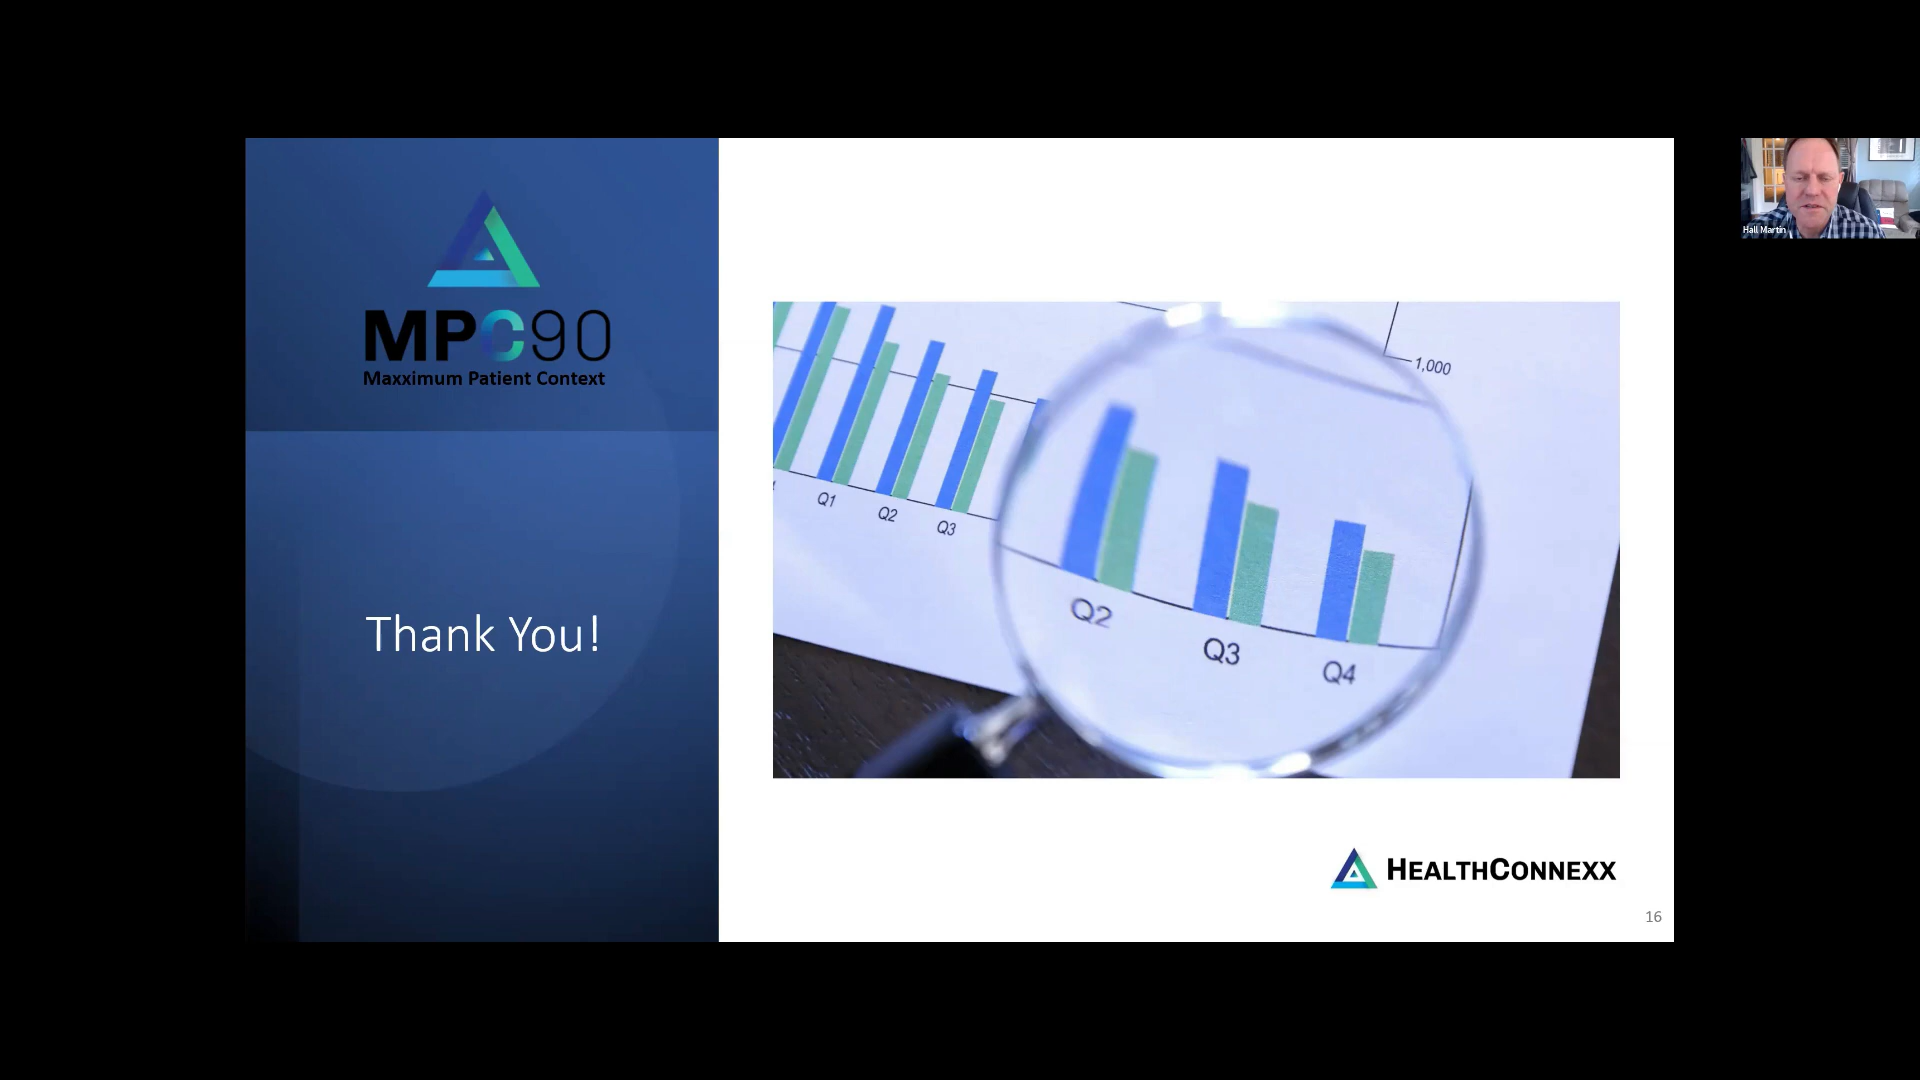 MPC90
Maxximum Patient Context
Thank You!
1,000
Q1
Q2
Q3
Q2
Q3
Q4
HEALTHCONNEXX
16
Hall Martin